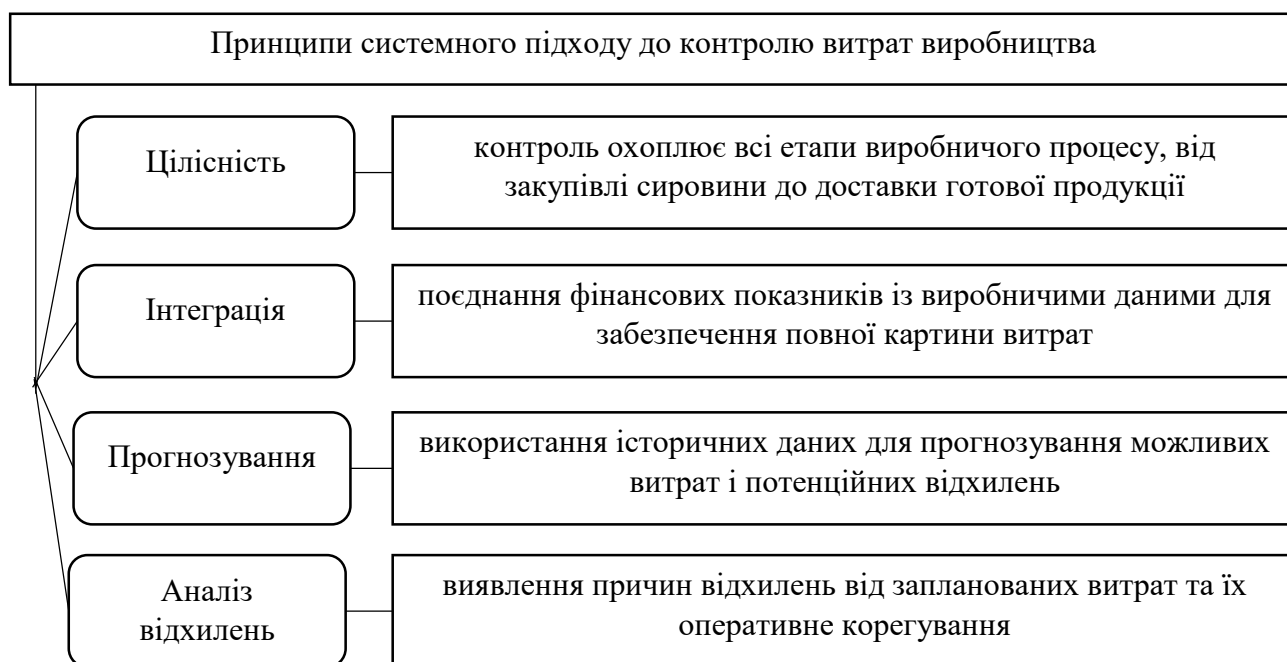 Принципи системного підходу до контролю витрат виробництва
Цілісність
контроль охоплює всі етапи виробничого процесу, від
закупівлі сировини до доставки готової продукції
Інтеграція
поєднання фінансових показників із виробничими даними для
забезпечення повної картини витрат
Прогнозування
використання історичних даних для прогнозування можливих
витрат і потенційних відхилень
Аналіз
відхилень
виявлення причин відхилень від запланованих витрат та їх
оперативне корегування